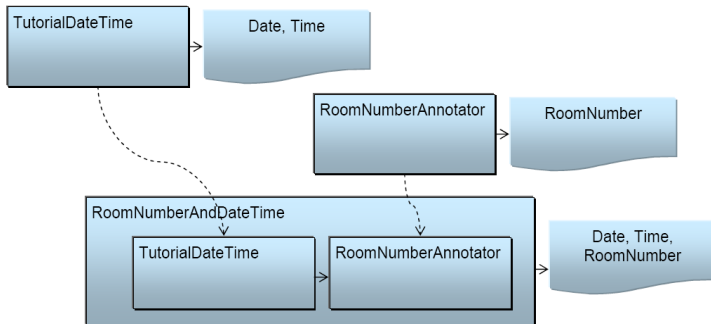 TutorialDateTime
Date, Time
RoomNumberAnnotator
RoomNumber
RoomNumberAndDateTime
TutorialDateTime
RoomNumberAnnotator
Date, Time,
RoomNumber